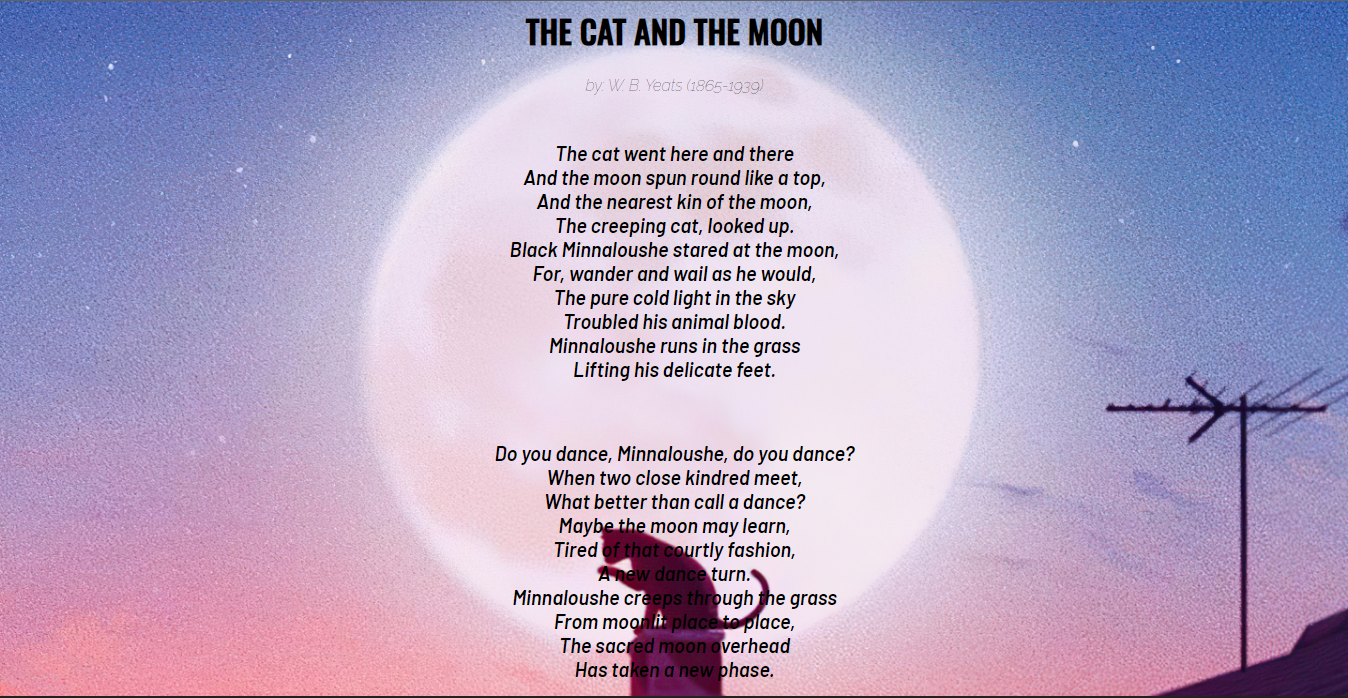 THE CAT AND THE MOON
by: W. B. Yeats (1865-1939)
The cat went here and there
And the moon spun round like a top,
And the nearest kin of the moon,
The creeping cat, looked up.
Black Minnaloushe stared at the moon,
For, wander and wail as he would,
The pure cold light in the sky
Troubled his animal blood.
Minnaloushe runs in the grass
Lifting his delicate feet.
Do you dance, Minnaloushe, do you dance?
When two close kindred meet,
What better than call a dance?
Maybe the moon may learn,
Tired of that courtly fashion,
A new dance turn.
Minnaloushe creeps through the grass
From moonlit place to place,
The sacred moon overhead
Has taken a new phase.